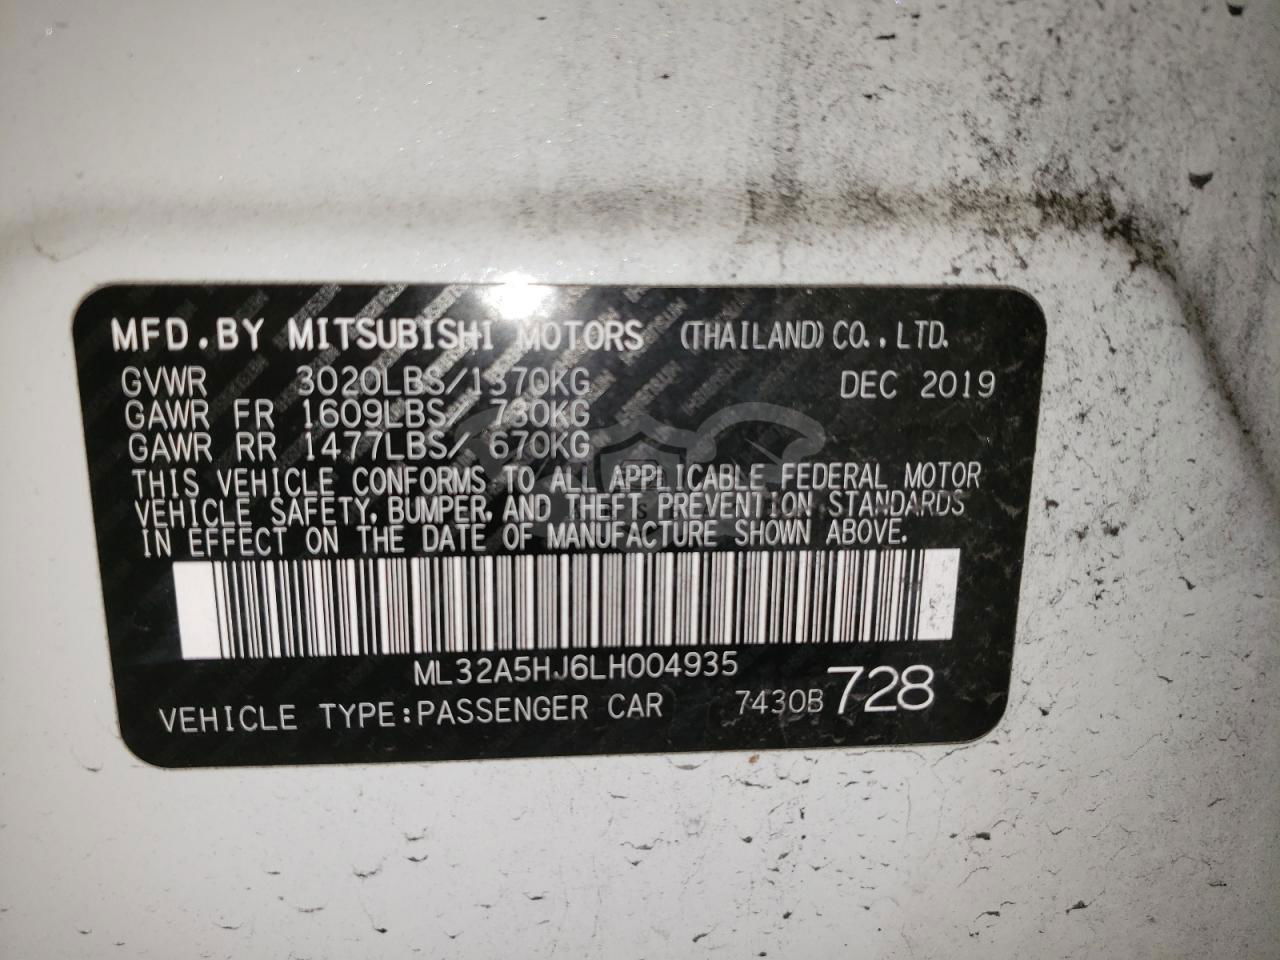 MFD.BY MITSUBISHI MOTORS (THAILAND) CO., LTD.
GVWR 3020LBS/1370KG DEC 2019
GAWR FR 1609LBS/ 730KG
GAWR RR 1477LBS/ 670KG
THIS VEHICLE CONFORMS TO ALL APPLICABLE FEDERAL MOTOR
VEHICLE SAFETY, BUMPER, AND THEFT PREVENTION STANDARDS
IN EFFECT ON THE DATE OF MANUFACTURE SHOWN ABOVE.
ML32A5HJ6LH004935
VEHICLE TYPE:PASSENGER CAR 7430B 728